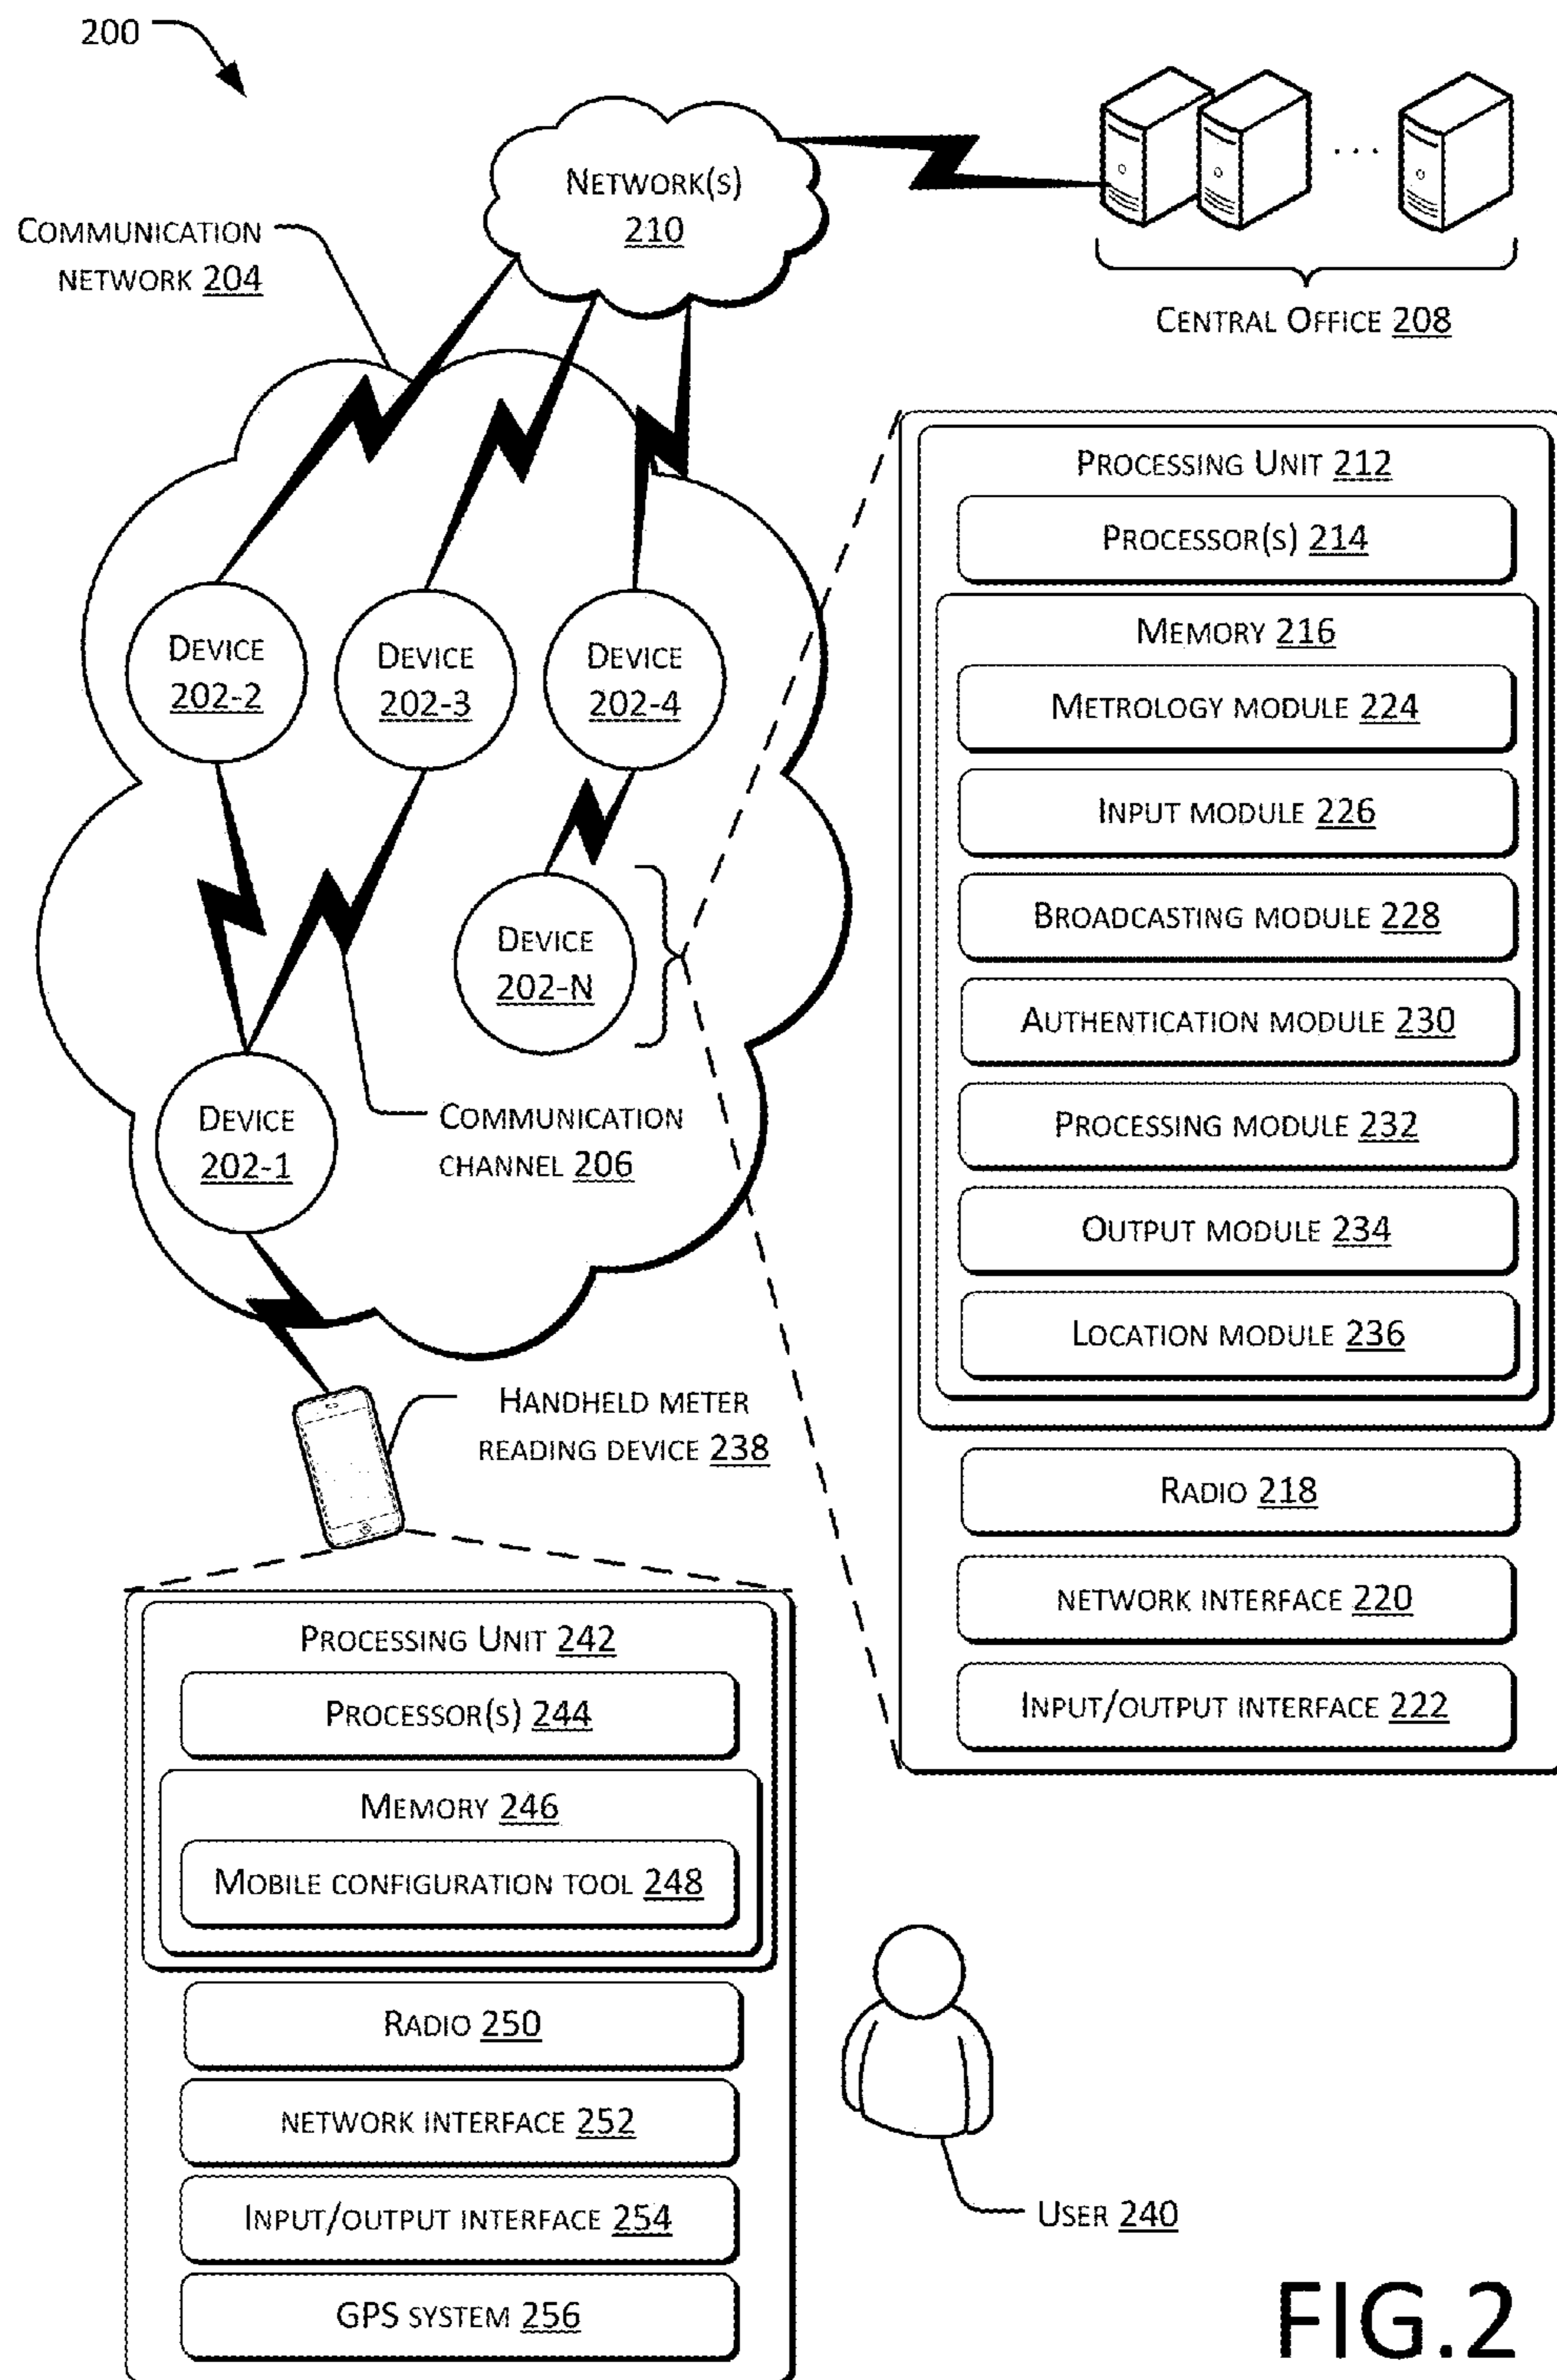 200
NETWORK(S)
210
COMMUNICATION
NETWORK 204
CENTRAL OFFICE 208
DEVICE
202-2
DEVICE
202-3
DEVICE
202-4
DEVICE
202-N
DEVICE
202-1
COMMUNICATION
CHANNEL 206
PROCESSING UNIT 212
PROCESSOR(S) 214
MEMORY 216
METROLOGY MODULE 224
INPUT MODULE 226
BROADCASTING MODULE 228
AUTHENTICATION MODULE 230
PROCESSING MODULE 232
OUTPUT MODULE 234
LOCATION MODULE 236
RADIO 218
NETWORK INTERFACE 220
INPUT/OUTPUT INTERFACE 222
HANDHELD METER
READING DEVICE 238
PROCESSING UNIT 242
PROCESSOR(S) 244
MEMORY 246
MOBILE CONFIGURATION TOOL 248
RADIO 250
NETWORK INTERFACE 252
INPUT/OUTPUT INTERFACE 254
GPS SYSTEM 256
USER 240
FIG.2